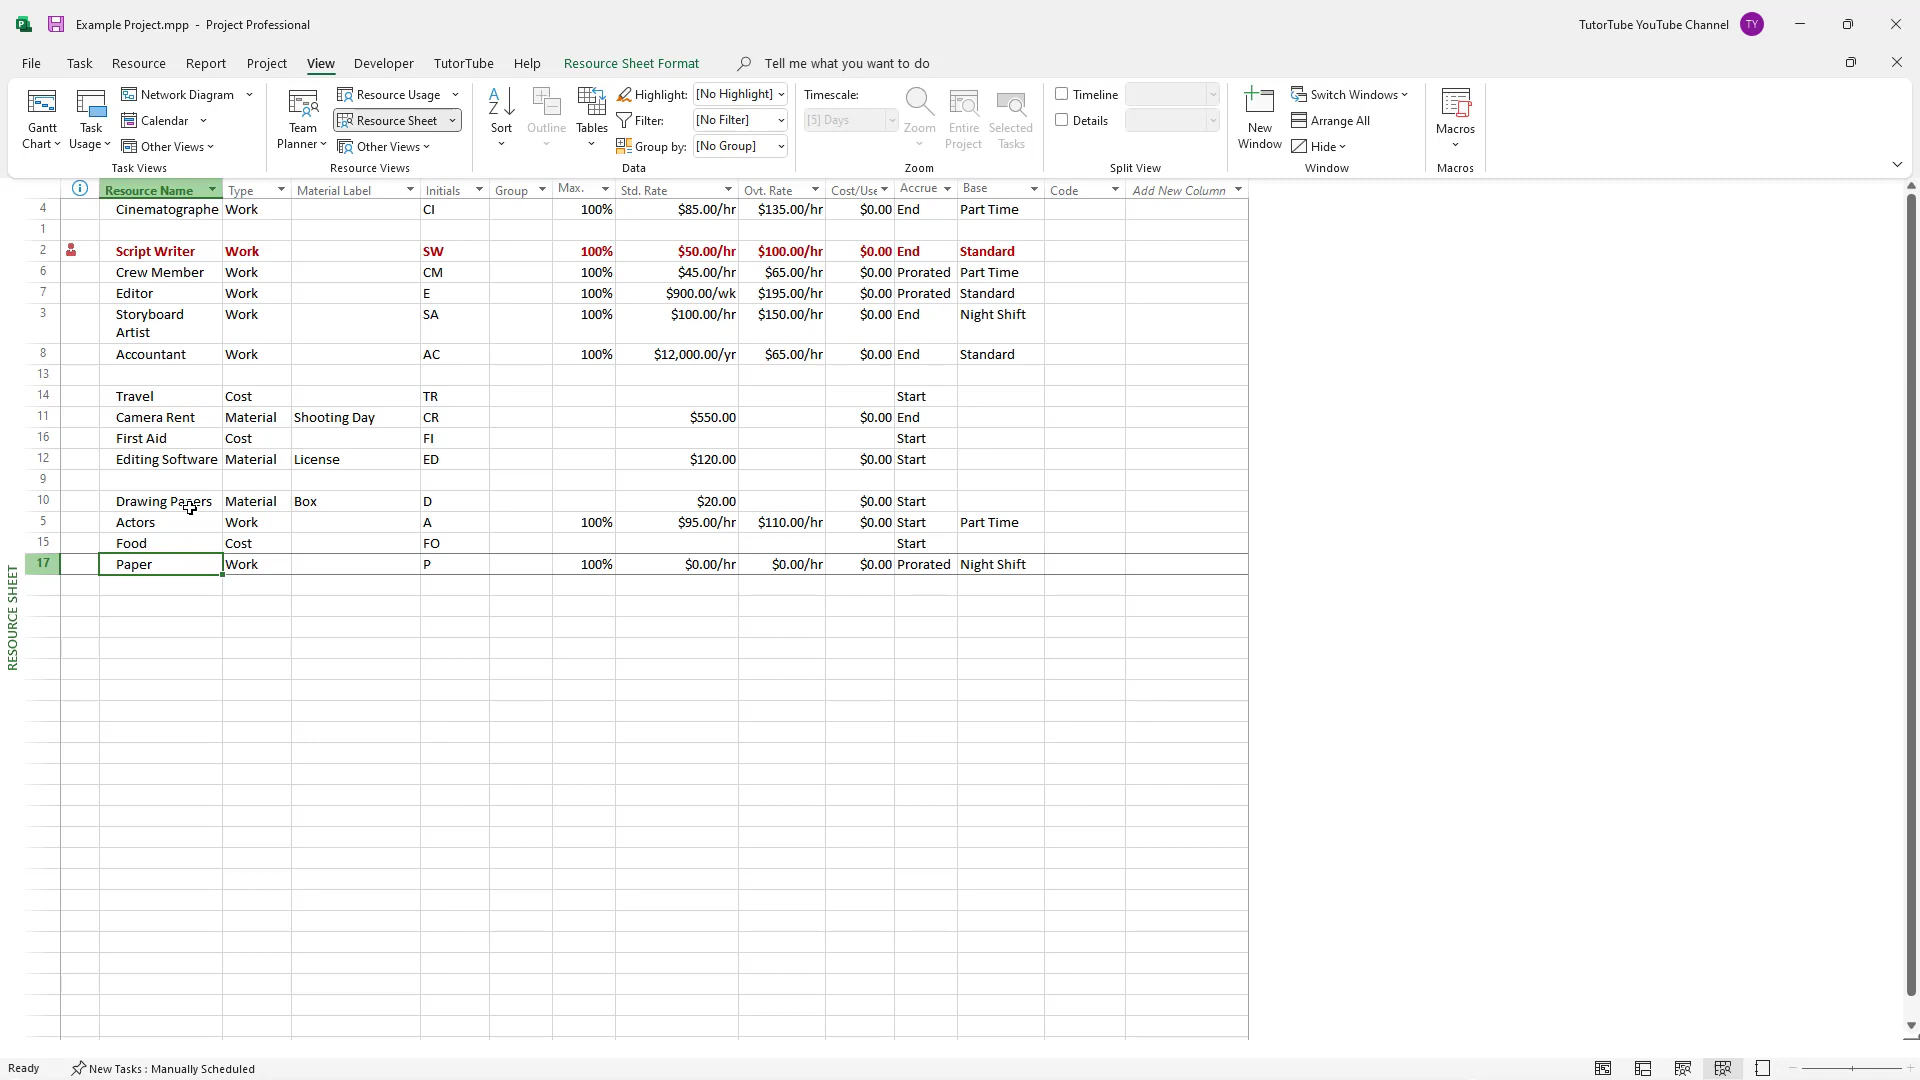 Example Project.mpp - Project Professional
TutorTube YouTube Channel TY
File Task Resource Report Project View Developer TutorTube Help Resource Sheet Format Tell me what you want to do
Gantt Chart
Task Usage
Network Diagram
Calendar
Other Views
Task Views
Team Planner
Resource Usage
Resource Sheet
Other Views
Resource Views
Sort
Outline
Tables
Highlight: [No Highlight]
Filter: [No Filter]
Group by: [No Group]
Data
Timescale:
[5] Days
Zoom
Entire Project
Selected Tasks
Zoom
Timeline
Details
Split View
New Window
Switch Windows
Arrange All
Hide
Window
Macros
Macros
Resource Name Type Material Label Initials Group Max. Std. Rate Ovt. Rate Cost/Use Accrue Base Code Add New Column
4 Cinematographe Work CI 100% $85.00/hr $135.00/hr $0.00 End Part Time
1
2 Script Writer Work SW 100% $50.00/hr $100.00/hr $0.00 End Standard
6 Crew Member Work CM 100% $45.00/hr $65.00/hr $0.00 Prorated Part Time
7 Editor Work E 100% $900.00/wk $195.00/hr $0.00 Prorated Standard
3 Storyboard Artist Work SA 100% $100.00/hr $150.00/hr $0.00 End Night Shift
8 Accountant Work AC 100% $12,000.00/yr $65.00/hr $0.00 End Standard
13
14 Travel Cost TR Start
11 Camera Rent Material Shooting Day CR $550.00 $0.00 End
16 First Aid Cost FI Start
12 Editing Software Material License ED $120.00 $0.00 Start
9
10 Drawing Papers Material Box D $20.00 $0.00 Start
5 Actors Work A 100% $95.00/hr $110.00/hr $0.00 Start Part Time
15 Food Cost FO Start
17 Paper Work P 100% $0.00/hr $0.00/hr $0.00 Prorated Night Shift
RESOURCE SHEET
Ready New Tasks : Manually Scheduled